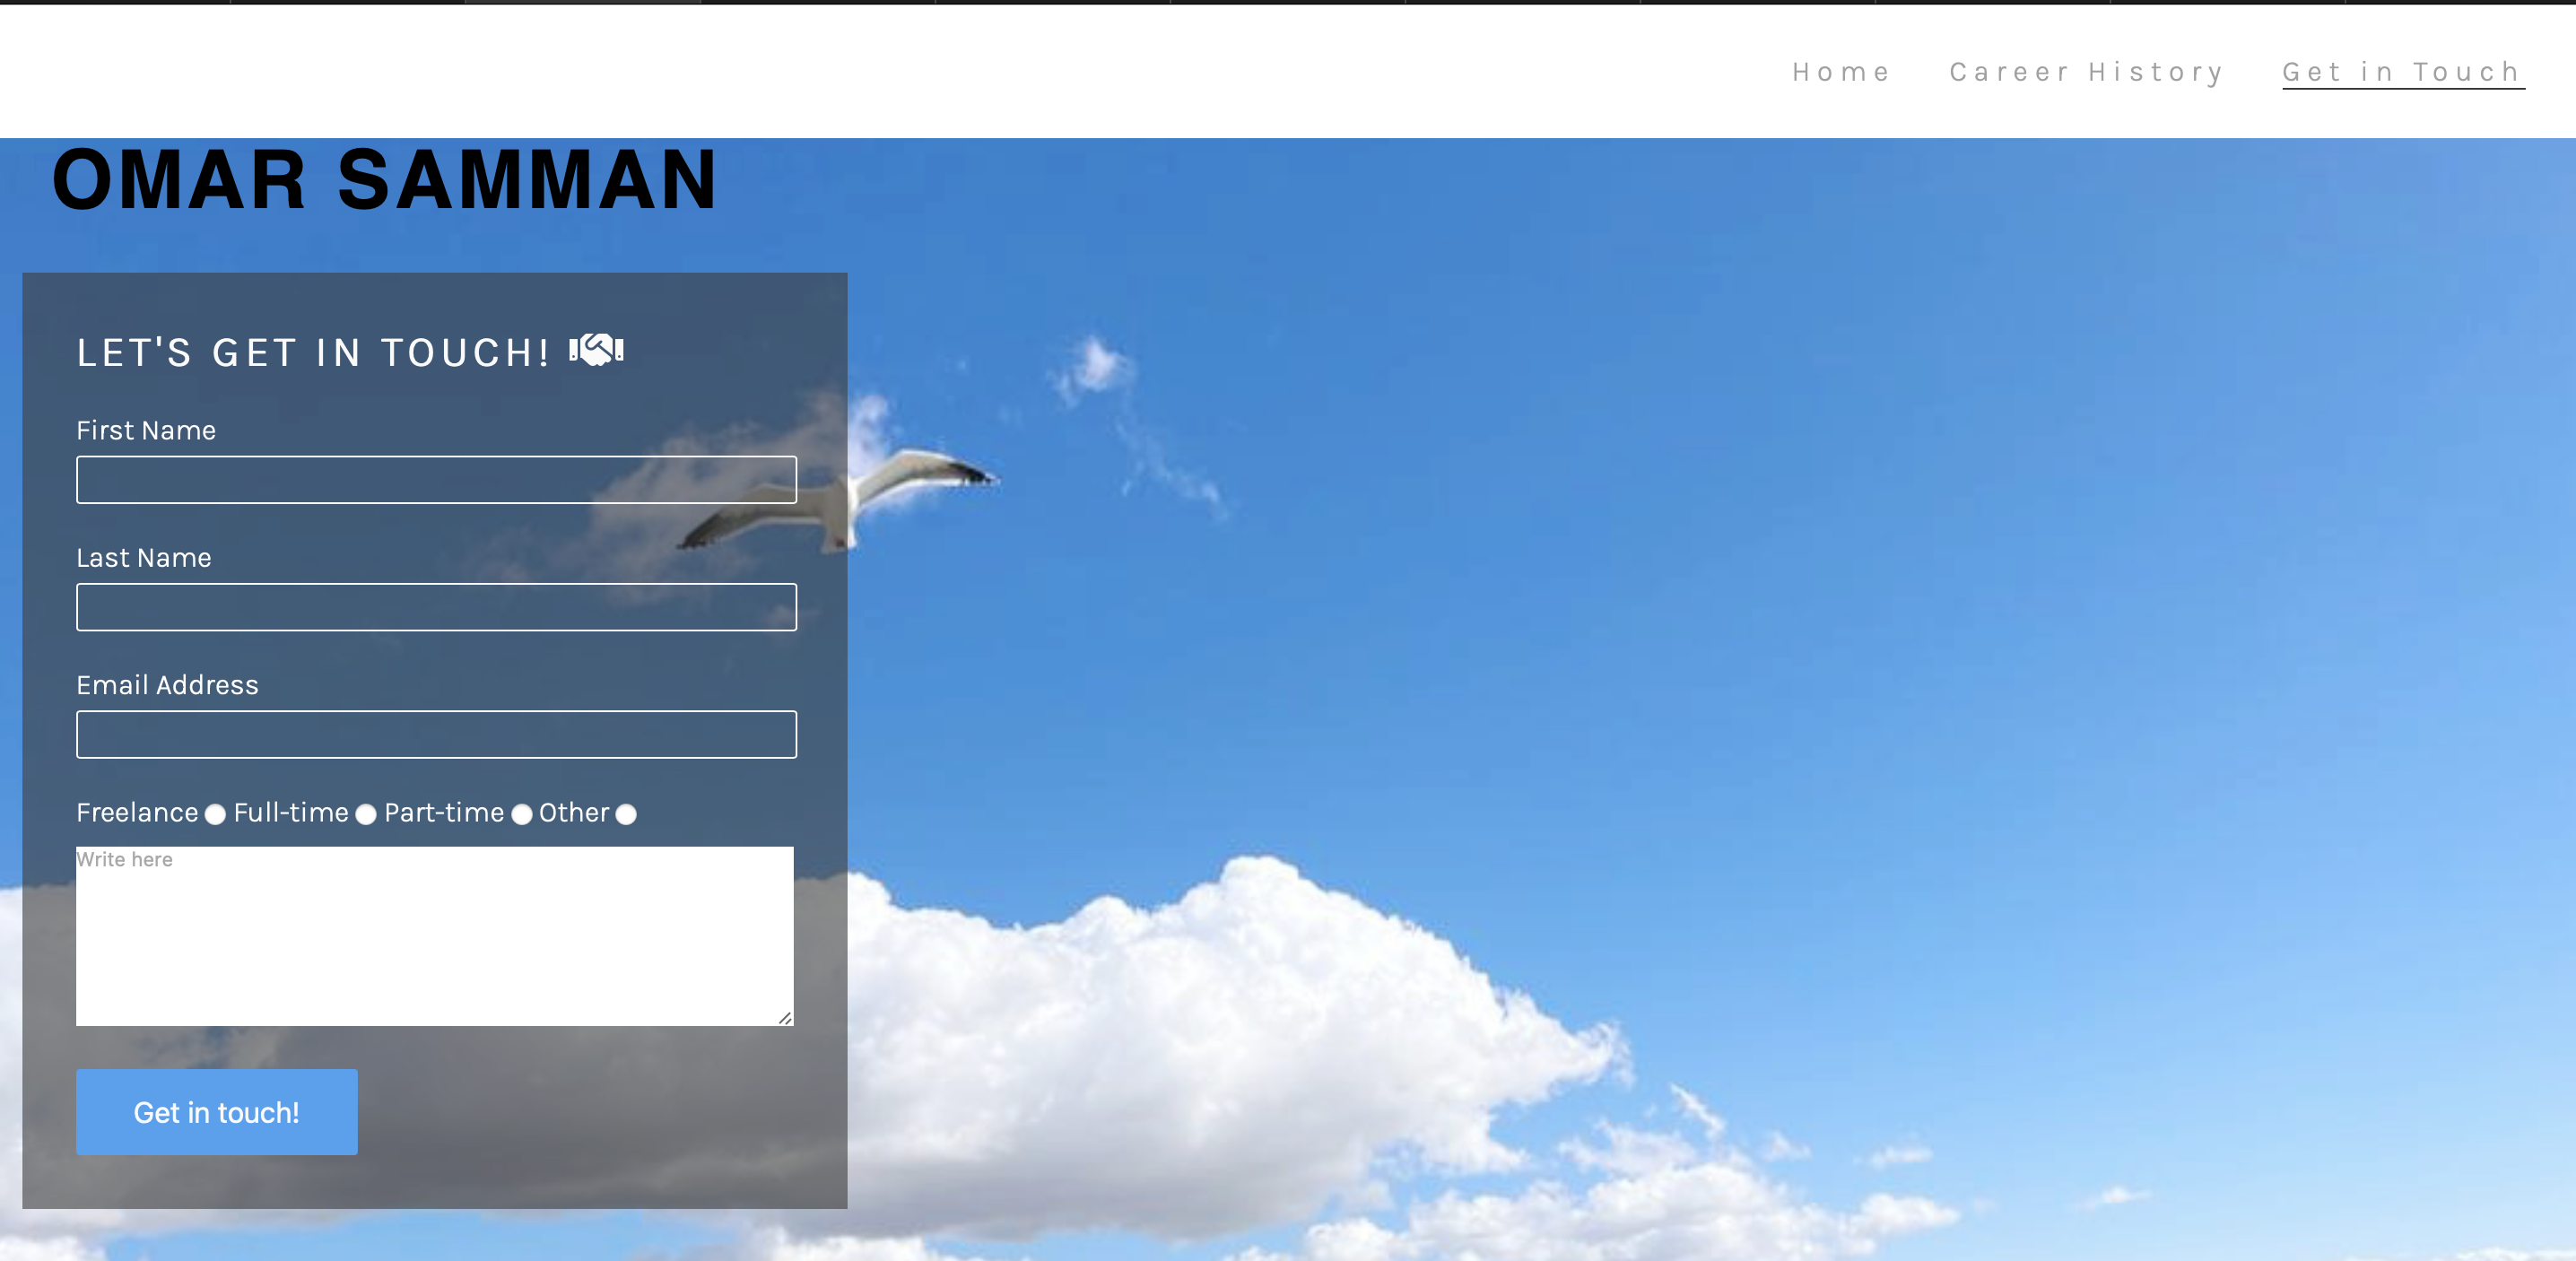 Home Career History Get in Touch
OMAR SAMMAN
LET'S GET IN TOUCH!
First Name
Last Name
Email Address
Freelance Full-time Part-time Other
Write here
Get in touch!